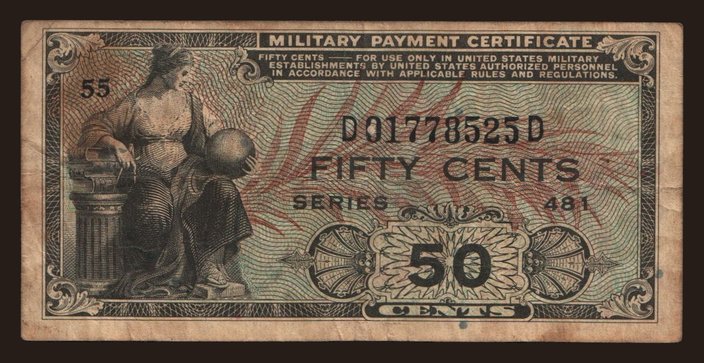 MILITARY PAYMENT CERTIFICATE
FIFTY CENTS — FOR USE ONLY IN UNITED STATES MILITARY
ESTABLISHMENTS BY UNITED STATES AUTHORIZED PERSONNEL
IN ACCORDANCE WITH APPLICABLE RULES AND REGULATIONS.
55
D01778525D
FIFTY CENTS
SERIES 481
50
CENTS